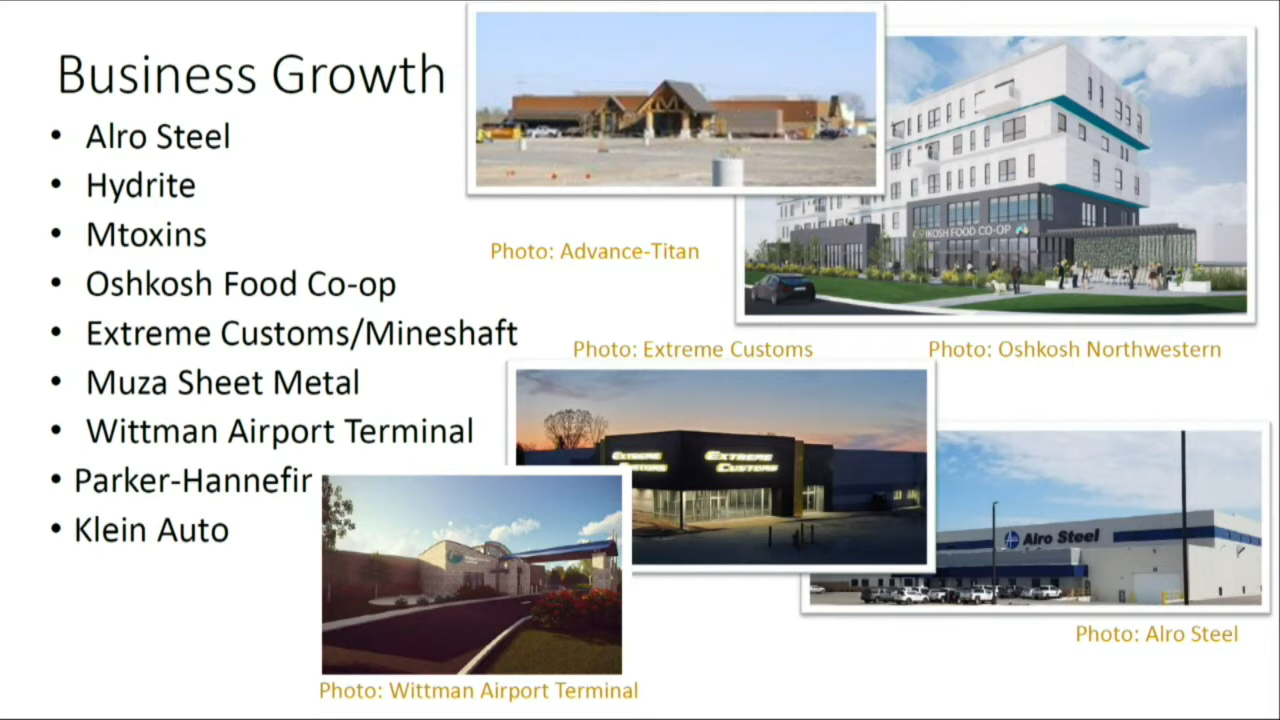 Business Growth
• Alro Steel
• Hydrite
• Mtoxins
• Oshkosh Food Co-op
• Extreme Customs/Mineshaft
• Muza Sheet Metal
• Wittman Airport Terminal
• Parker-Hannefir
• Klein Auto
Photo: Advance-Titan
OSHKOSH FOOD CO-OP
Photo: Extreme Customs
Photo: Oshkosh Northwestern
EXTREME
CUSTOMS
EXTREME
CUSTOMS
Alro Steel
Photo: Alro Steel
Photo: Wittman Airport Terminal